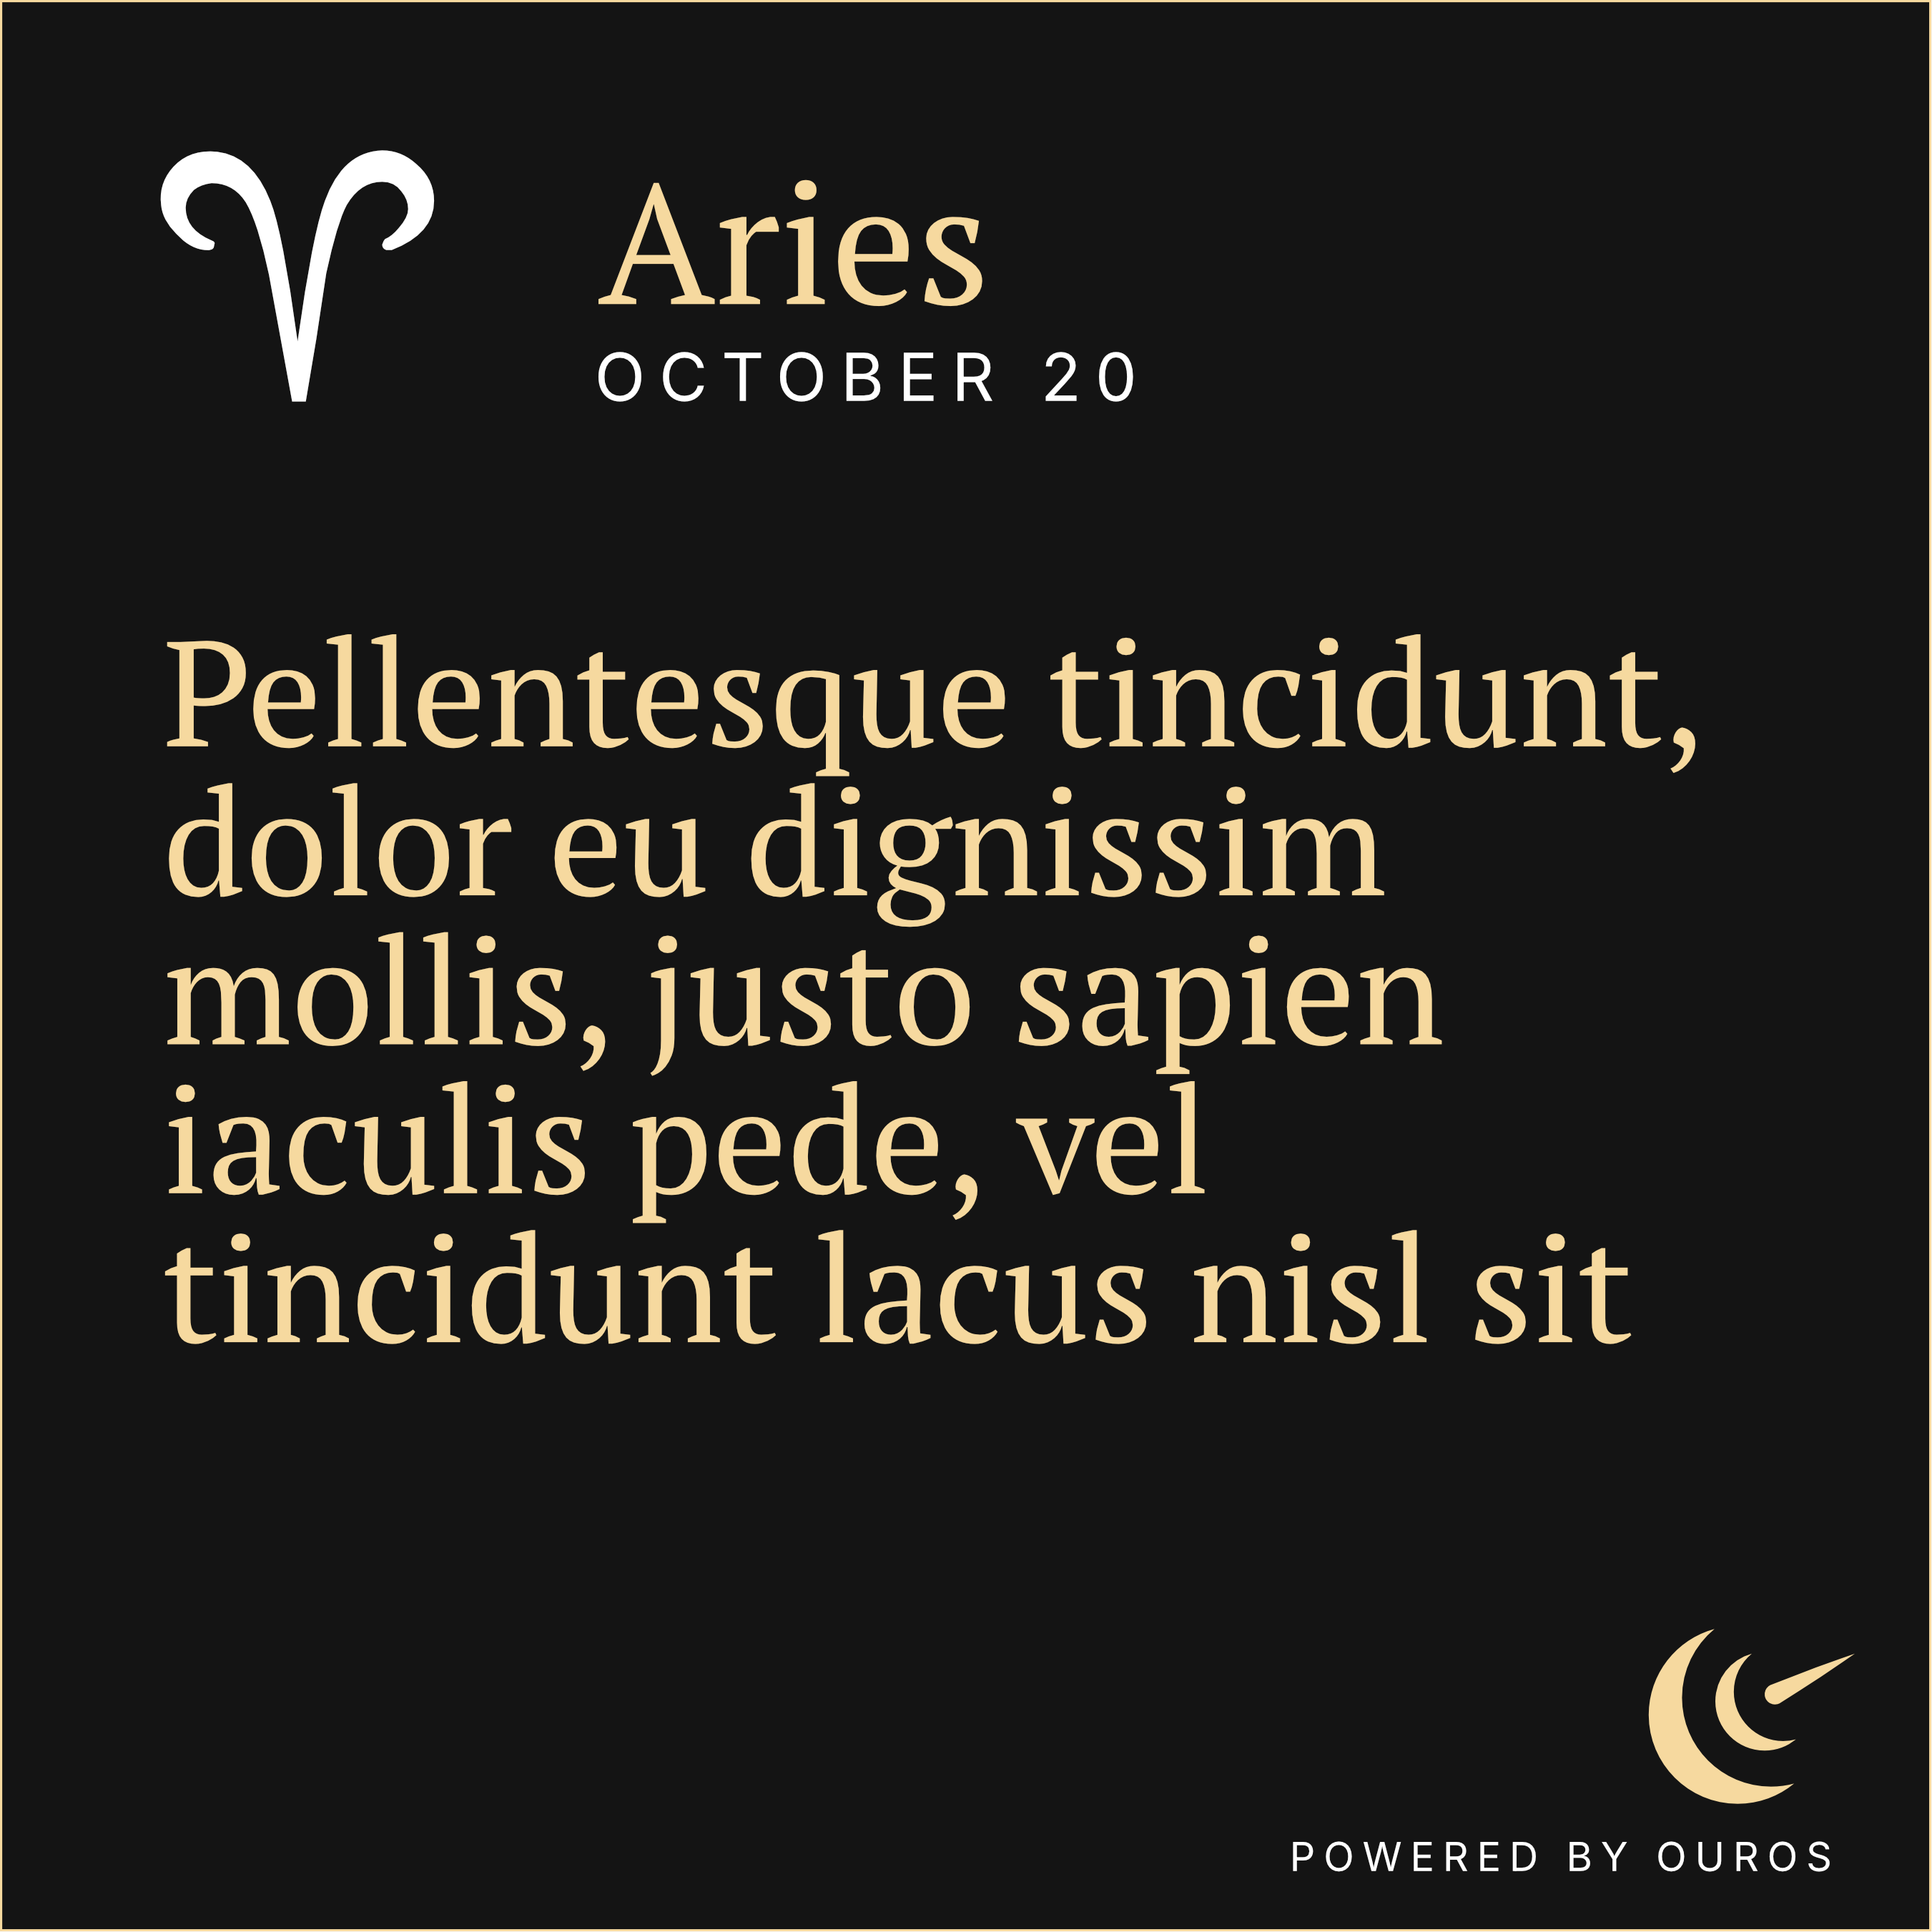 Aries
OCTOBER 20
Pellentesque tincidunt,
dolor eu dignissim
mollis, justo sapien
iaculis pede, vel
tincidunt lacus nisl sit
POWERED BY OUROS